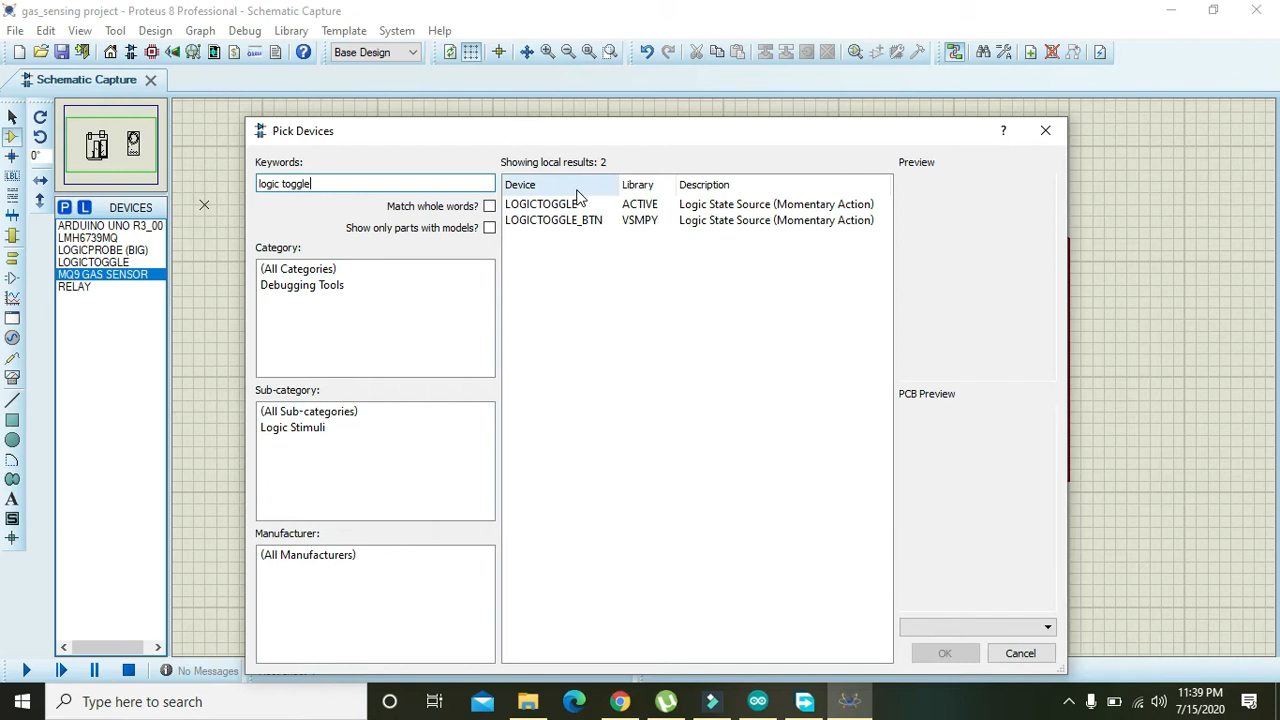 gas_sensing project - Proteus 8 Professional - Schematic Capture
File Edit View Tool Design Graph Debug Library Template System Help
Base Design
Schematic Capture
Pick Devices
Keywords:
logic toggle
Match whole words?
Show only parts with models?
Category:
(All Categories)
Debugging Tools
Sub-category:
(All Sub-categories)
Logic Stimuli
Manufacturer:
(All Manufacturers)
Showing local results: 2
Device Library Description
LOGICTOGGLE ACTIVE Logic State Source (Momentary Action)
LOGICTOGGLE_BTN VSMPY Logic State Source (Momentary Action)
Preview
PCB Preview
OK Cancel
0°
LBL
P L DEVICES
ARDUINO UNO R3_00
LMH6739MQ
LOGICPROBE (BIG)
LOGICTOGGLE
MQ9 GAS SENSOR
RELAY
No Messages
Type here to search
11:39 PM
7/15/2020